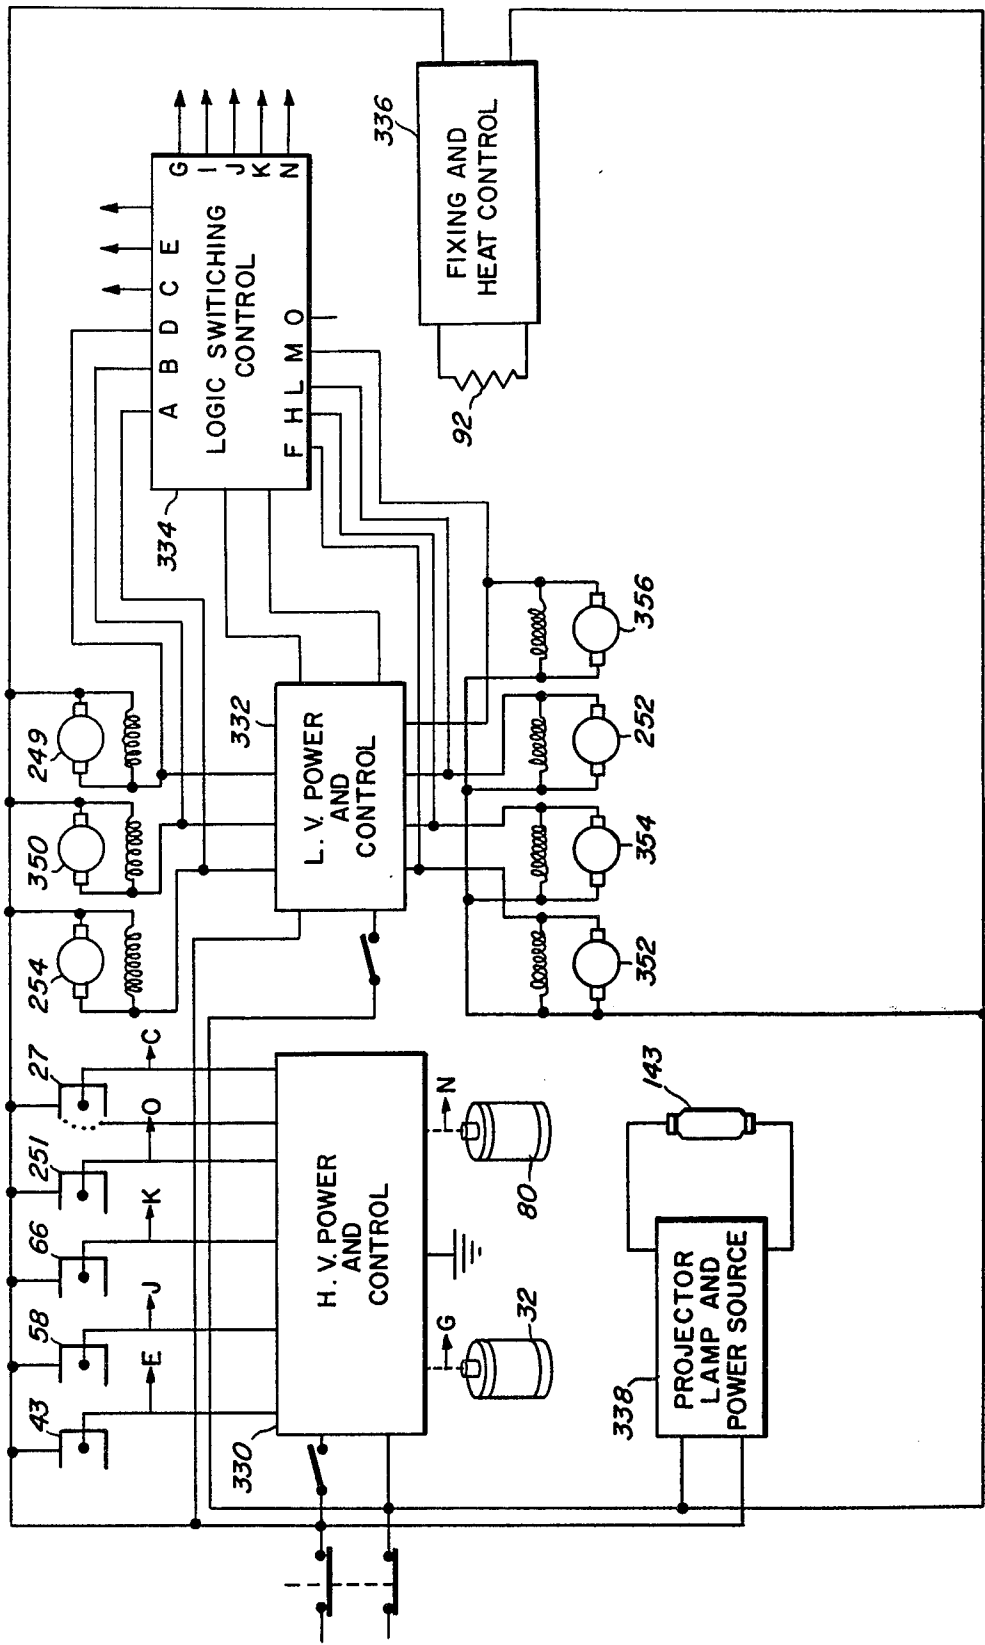 43
58
66
251
27
254
350
249
E
J
K
O
C
334
A B D C E
LOGIC SWITICHING
CONTROL
F H L M O
G
I
J
K
N
330
H. V. POWER
AND
CONTROL
332
L. V. POWER
AND
CONTROL
336
FIXING AND
HEAT CONTROL
92
G
N
32
80
352
354
252
356
338
PROJECTOR
LAMP AND
POWER SOURCE
143